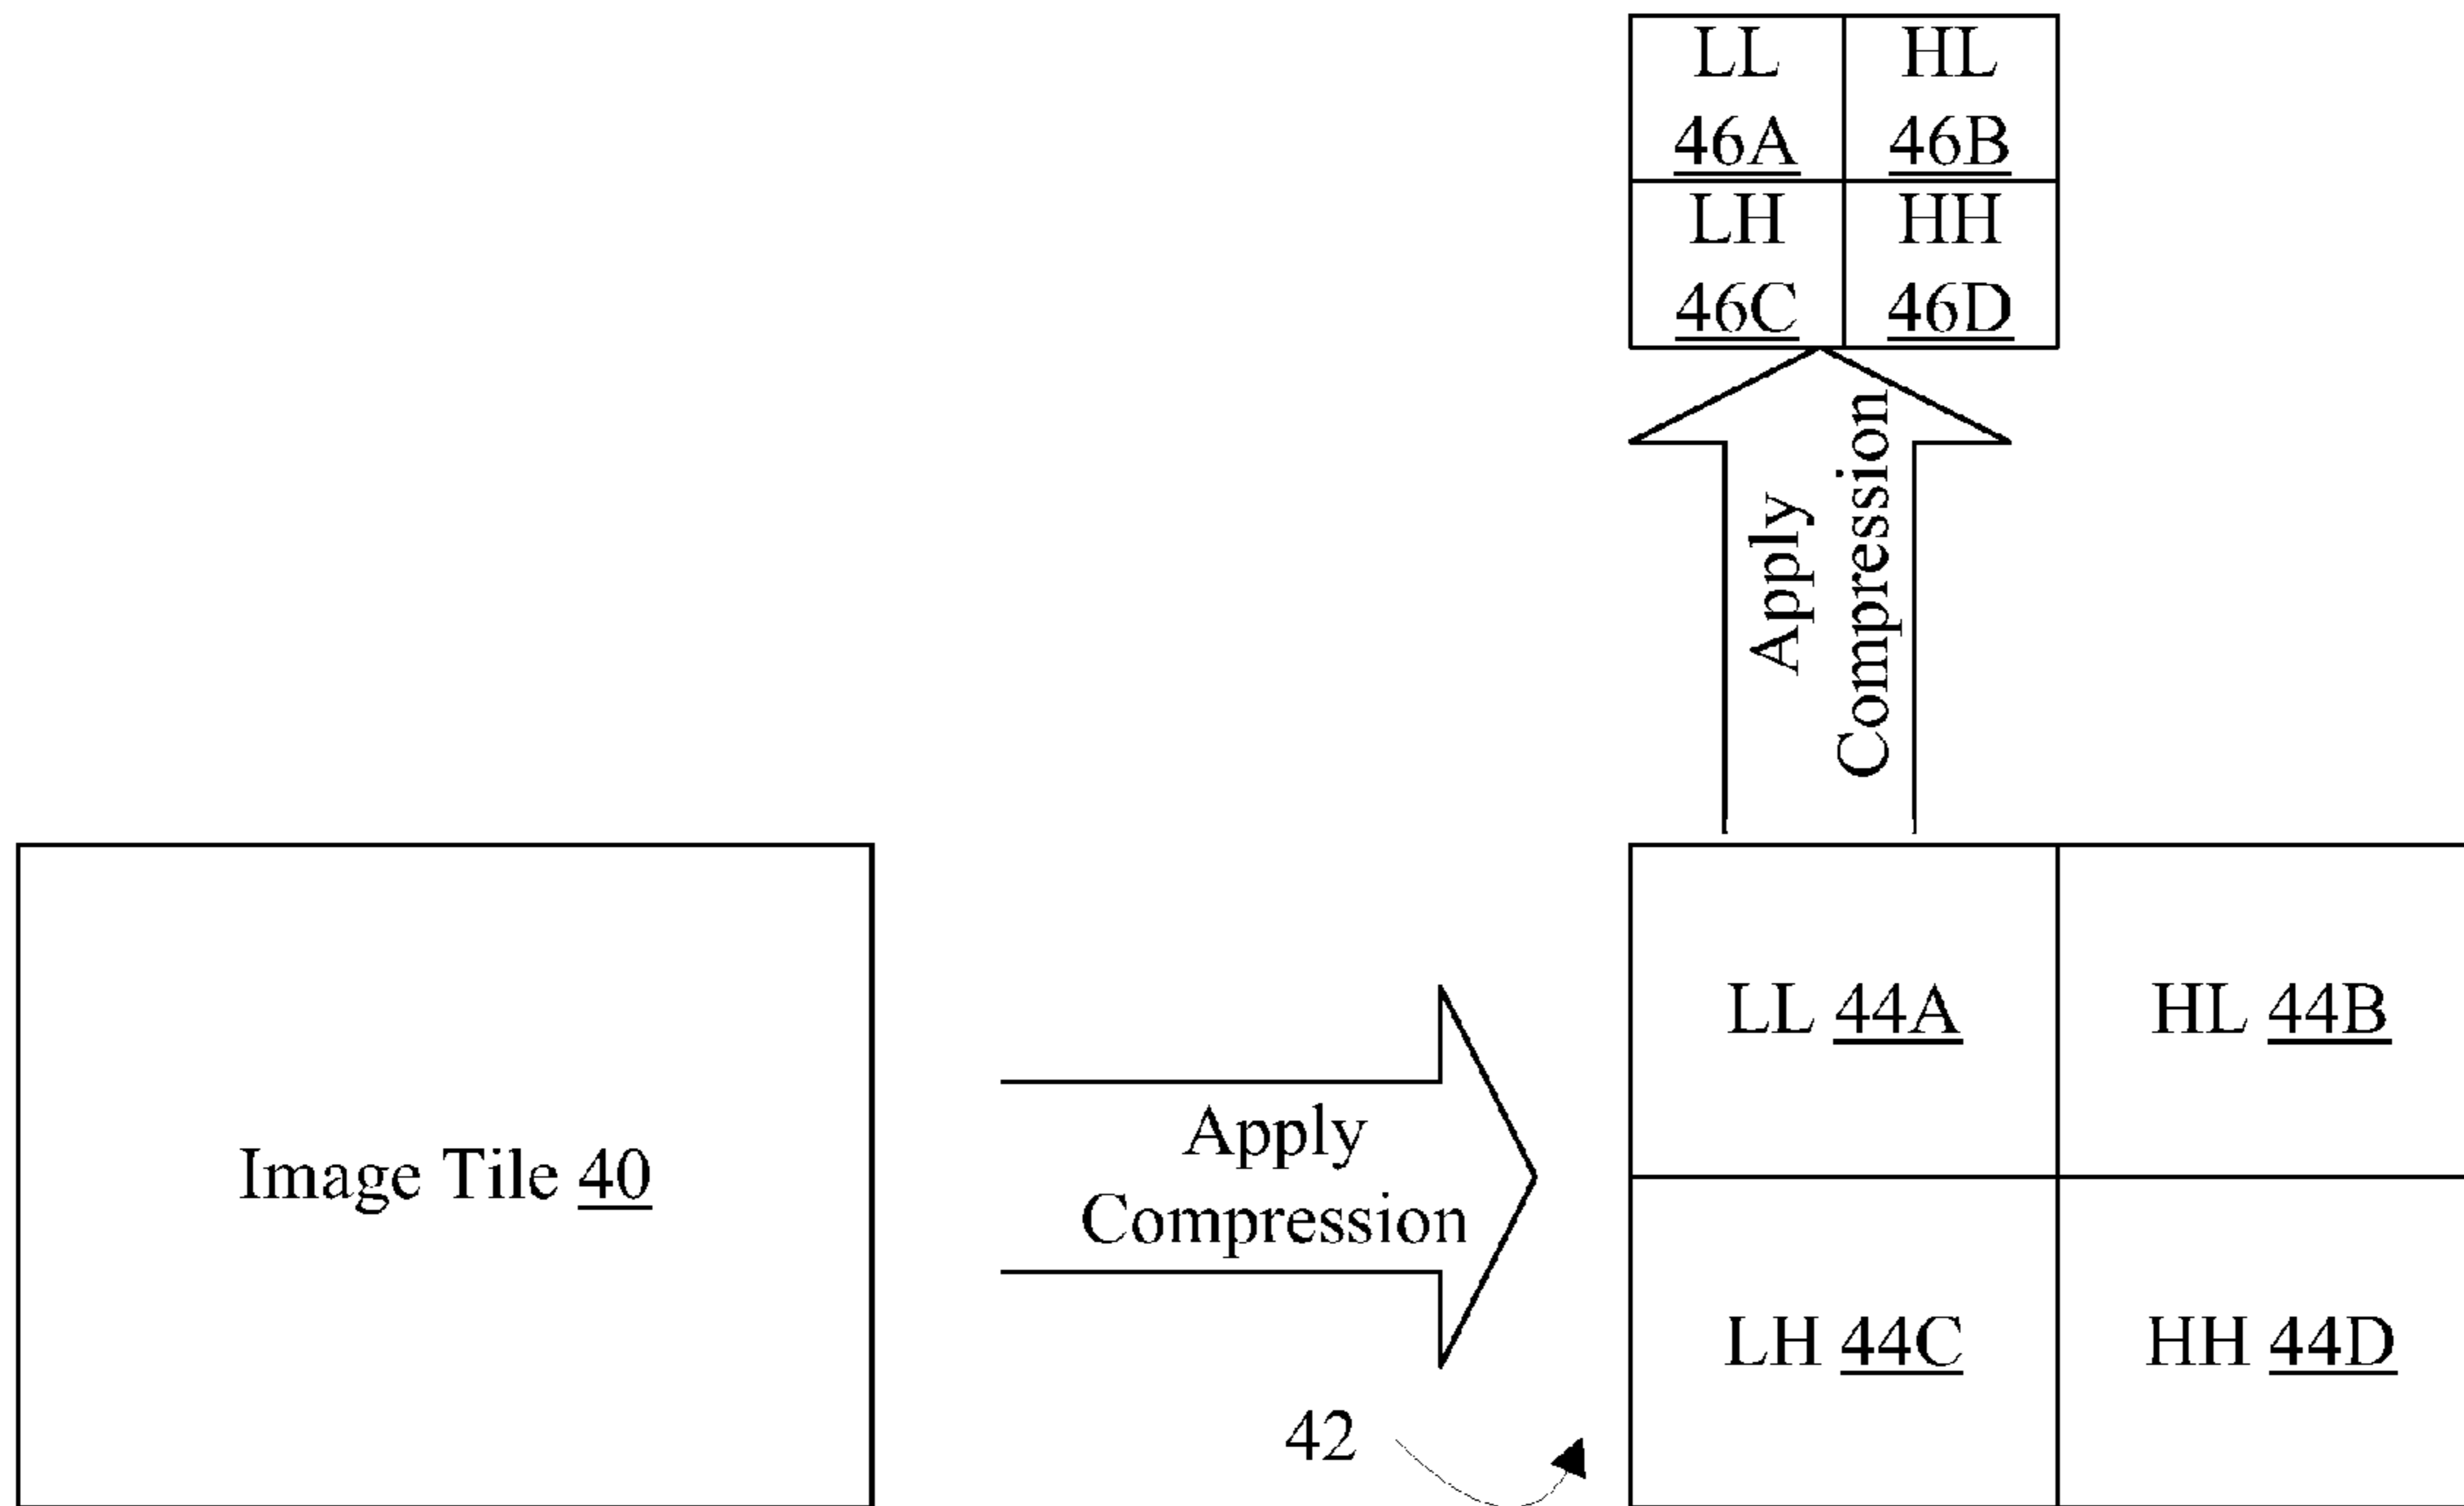 LL HL
46A 46B
LH HH
46C 46D
Apply
Compression
LL 44A HL 44B
Image Tile 40
Apply
Compression
LH 44C HH 44D
42